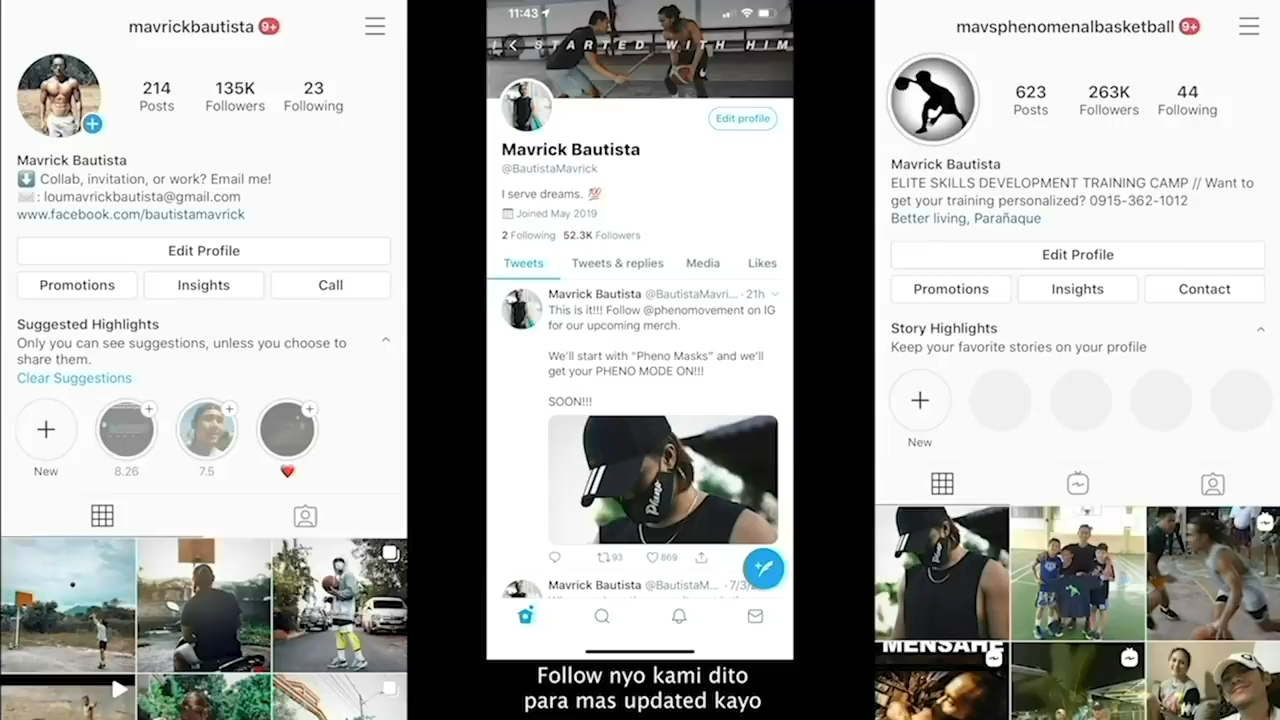 mavrickbautista 9+
214
Posts
135K
Followers
23
Following
Mavrick Bautista
Collab, invitation, or work? Email me!
: loumavrickbautista@gmail.com
www.facebook.com/bautistamavrick
Edit Profile
Promotions
Insights
Call
Suggested Highlights
Only you can see suggestions, unless you choose to
share them.
Clear Suggestions
New
8.26
7.5
11:43
I STARTED WITH HIM
Edit profile
Mavrick Bautista
@BautistaMavrick
I serve dreams. 💯
Joined May 2019
2 Following 52.3K Followers
Tweets
Tweets & replies
Media
Likes
Mavrick Bautista @BautistaMavri... · 21h
This is it!!! Follow @phenomovement on IG
for our upcoming merch.
We'll start with "Pheno Masks" and we'll
get your PHENO MODE ON!!!
SOON!!!
Pheno
93
869
Mavrick Bautista @BautistaM... · 7/3/
Follow nyo kami dito
para mas updated kayo
mavsphenomenalbasketball 9+
623
Posts
263K
Followers
44
Following
Mavrick Bautista
ELITE SKILLS DEVELOPMENT TRAINING CAMP // Want to
get your training personalized? 0915-362-1012
Better living, Parañaque
Edit Profile
Promotions
Insights
Contact
Story Highlights
Keep your favorite stories on your profile
New
MENSAHE